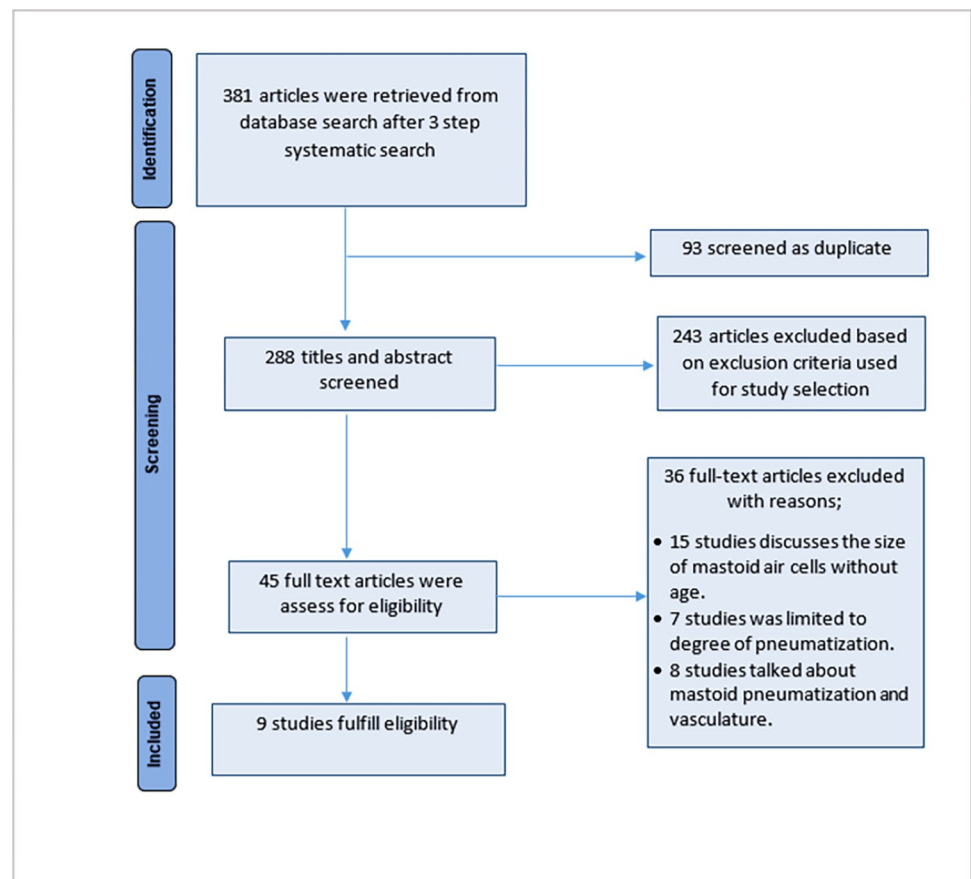 Identification
381 articles were retrieved from
database search after 3 step
systematic search
Screening
93 screened as duplicate
288 titles and abstract
screened
243 articles excluded based
on exclusion criteria used
for study selection
45 full text articles were
assess for eligibility
36 full-text articles excluded
with reasons;
• 15 studies discusses the size
of mastoid air cells without
age.
• 7 studies was limited to
degree of pneumatization.
• 8 studies talked about
mastoid pneumatization and
vasculature.
Included
9 studies fulfill eligibility